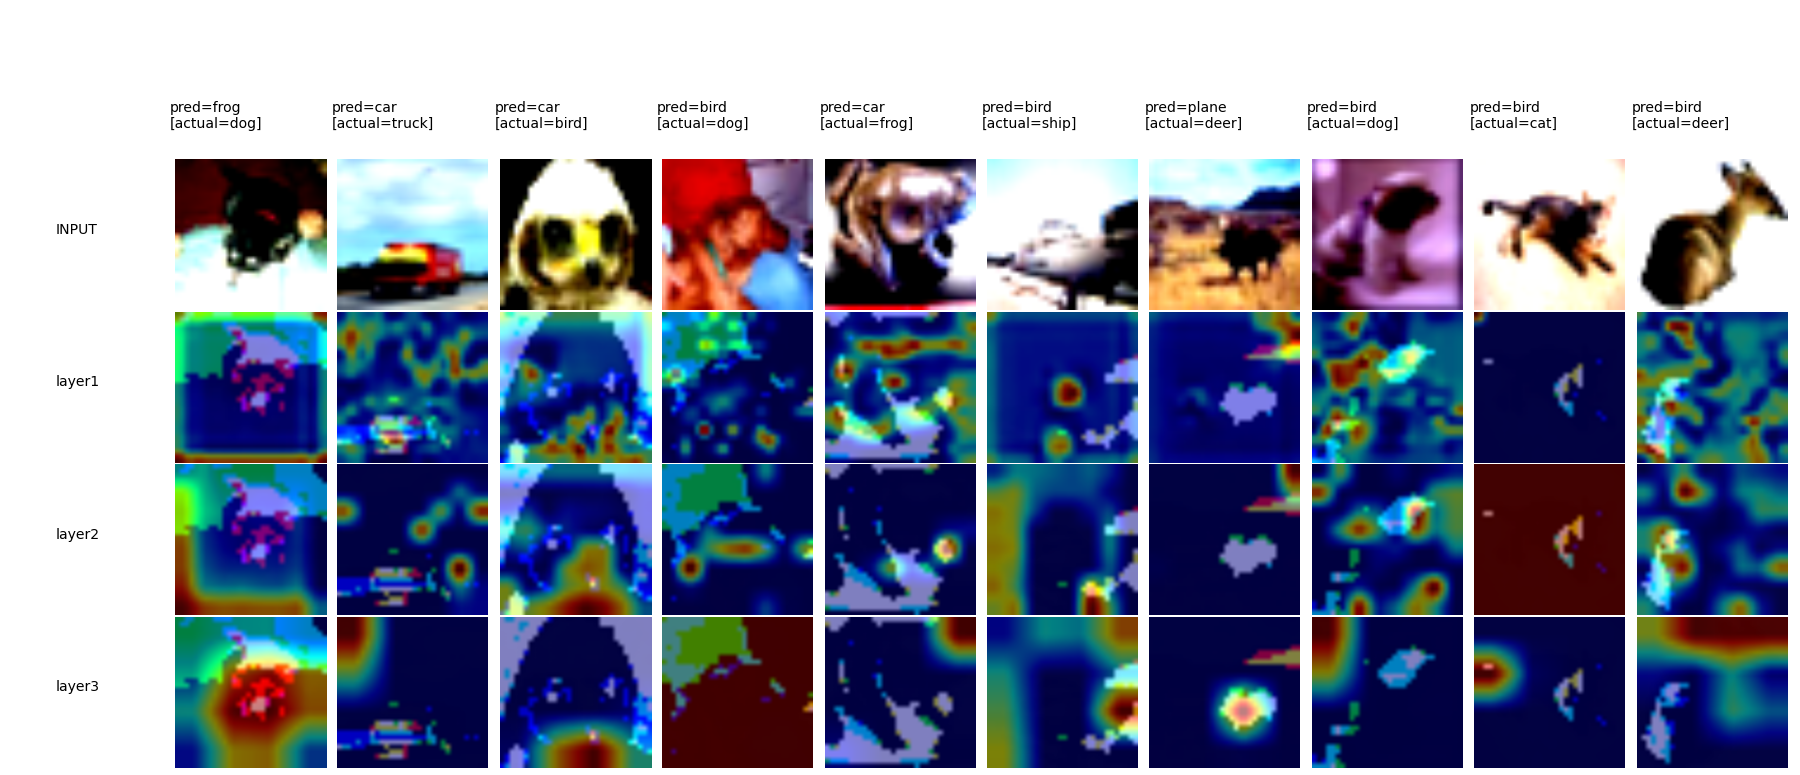 pred=frog
[actual=dog]
pred=car
[actual=truck]
pred=car
[actual=bird]
pred=bird
[actual=dog]
pred=car
[actual=frog]
pred=bird
[actual=ship]
pred=plane
[actual=deer]
pred=bird
[actual=dog]
pred=bird
[actual=cat]
pred=bird
[actual=deer]
INPUT
layer1
layer2
layer3